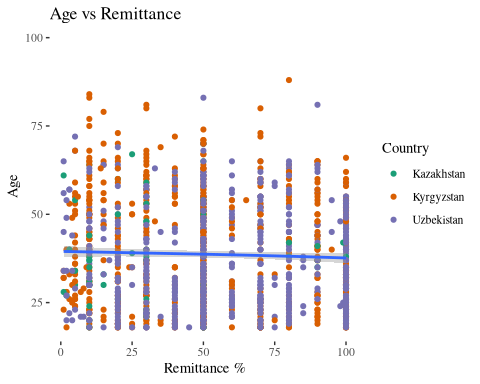 Age vs Remittance
100
75
50
25
Age
0
25
50
75
100
Remittance %
Country
Kazakhstan
Kyrgyzstan
Uzbekistan